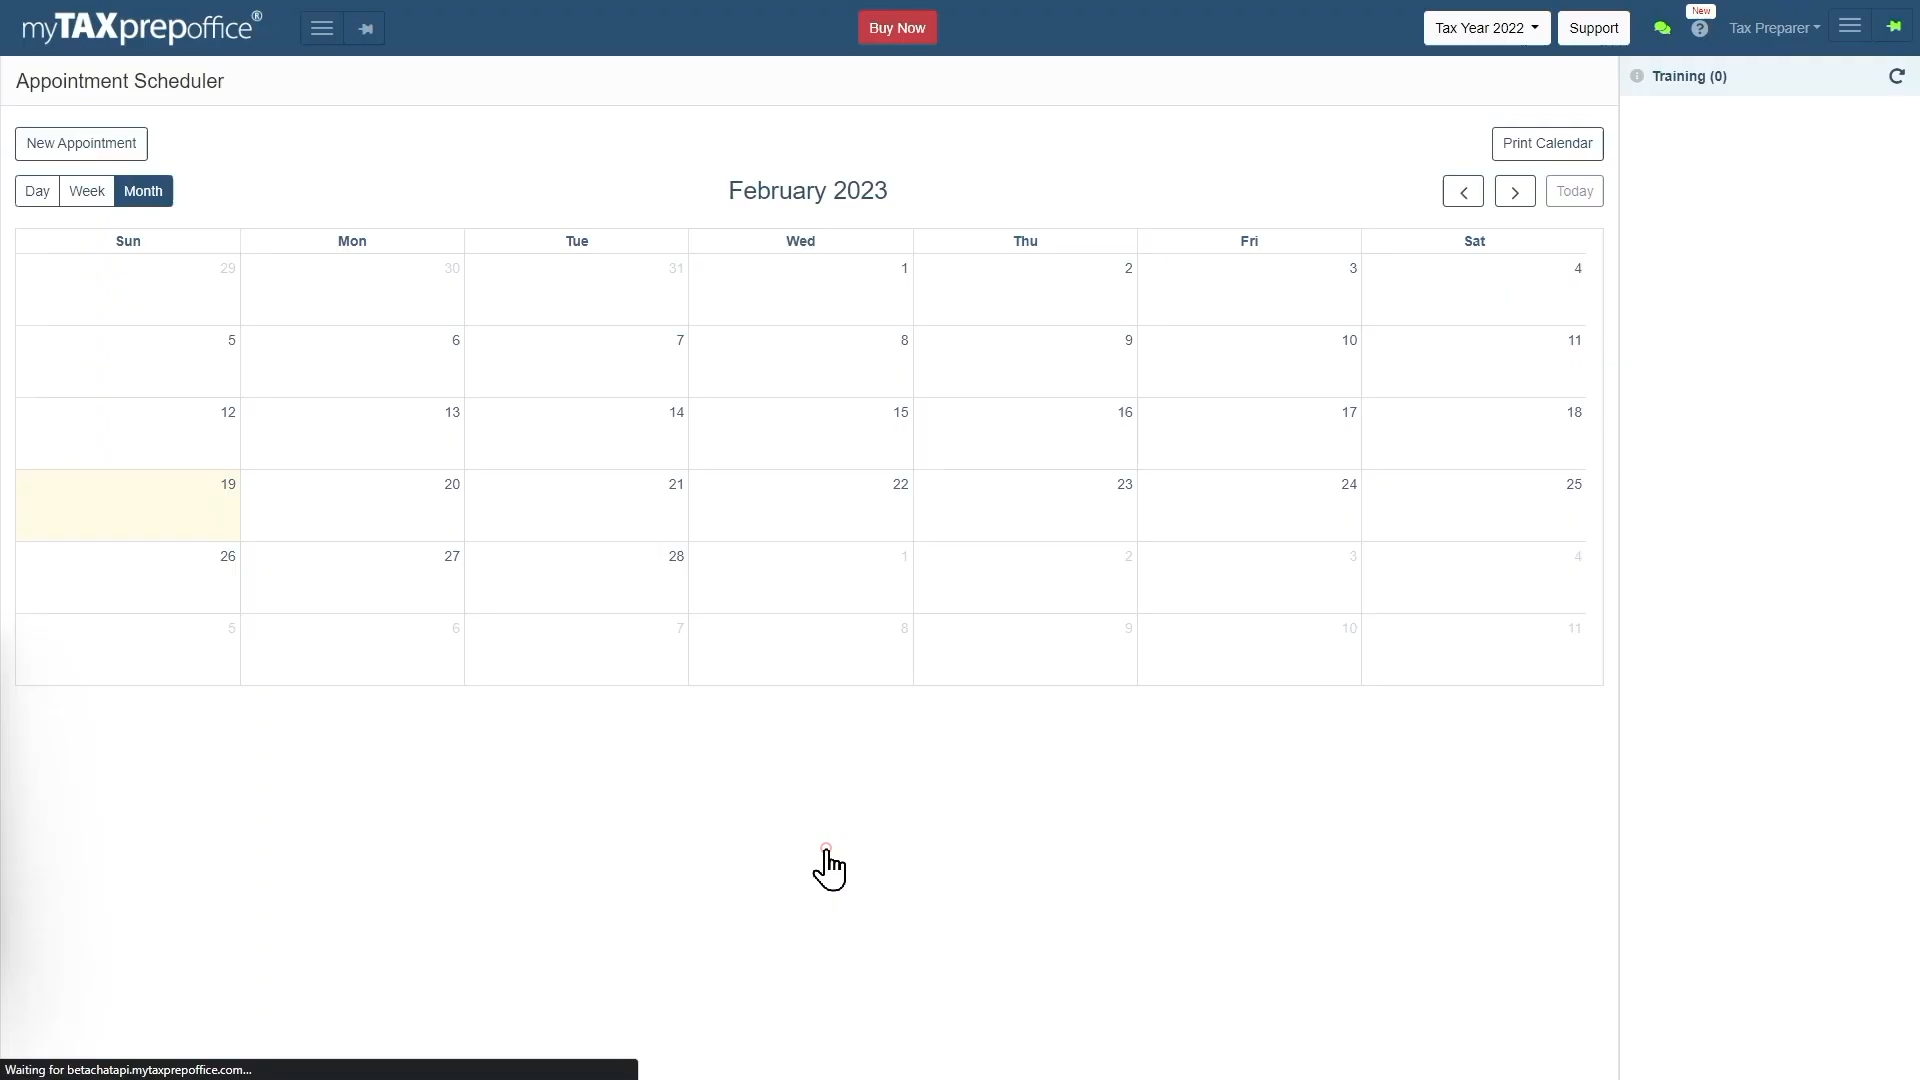 myTAXprepoffice®
Buy Now
Tax Year 2022
Support
New
?
Tax Preparer
Appointment Scheduler
Training (0)
New Appointment
Print Calendar
Day Week Month
February 2023
< > Today
Sun Mon Tue Wed Thu Fri Sat
29 30 31 1 2 3 4
5 6 7 8 9 10 11
12 13 14 15 16 17 18
19 20 21 22 23 24 25
26 27 28 1 2 3 4
5 6 7 8 9 10 11
Waiting for betachatapi.mytaxprepoffice.com...